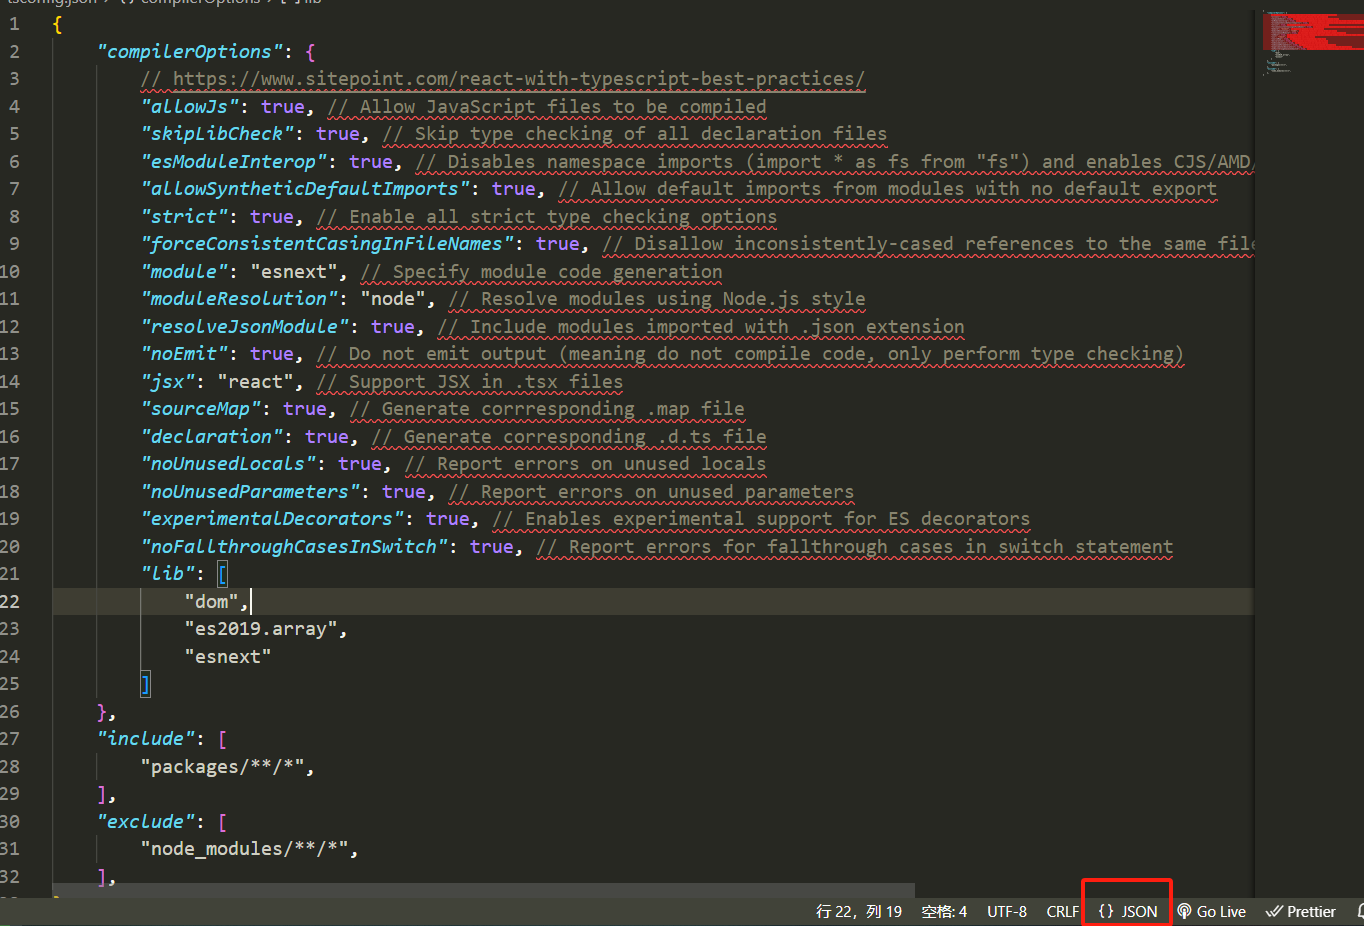 tsconfig.json > {} compilerOptions > [ ] lib
1 {
2 "compilerOptions": {
3 // https://www.sitepoint.com/react-with-typescript-best-practices/
4 "allowJs": true, // Allow JavaScript files to be compiled
5 "skipLibCheck": true, // Skip type checking of all declaration files
6 "esModuleInterop": true, // Disables namespace imports (import * as fs from "fs") and enables CJS/AMD/
7 "allowSyntheticDefaultImports": true, // Allow default imports from modules with no default export
8 "strict": true, // Enable all strict type checking options
9 "forceConsistentCasingInFileNames": true, // Disallow inconsistently-cased references to the same file
10 "module": "esnext", // Specify module code generation
11 "moduleResolution": "node", // Resolve modules using Node.js style
12 "resolveJsonModule": true, // Include modules imported with .json extension
13 "noEmit": true, // Do not emit output (meaning do not compile code, only perform type checking)
14 "jsx": "react", // Support JSX in .tsx files
15 "sourceMap": true, // Generate corrresponding .map file
16 "declaration": true, // Generate corresponding .d.ts file
17 "noUnusedLocals": true, // Report errors on unused locals
18 "noUnusedParameters": true, // Report errors on unused parameters
19 "experimentalDecorators": true, // Enables experimental support for ES decorators
20 "noFallthroughCasesInSwitch": true, // Report errors for fallthrough cases in switch statement
21 "lib": [
22 "dom",
23 "es2019.array",
24 "esnext"
25 ]
26 },
27 "include": [
28 "packages/**/*",
29 ],
30 "exclude": [
31 "node_modules/**/*",
32 ],
行 22，列 19 空格: 4 UTF-8 CRLF {} JSON Go Live Prettier